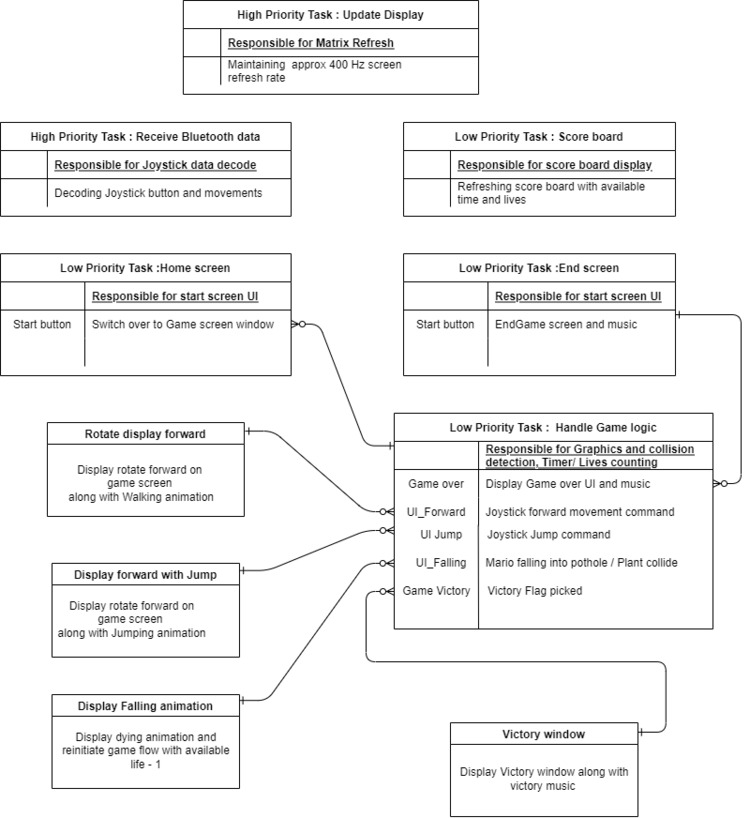 High Priority Task : Update Display
Responsible for Matrix Refresh
Maintaining approx 400 Hz screen
refresh rate
High Priority Task : Receive Bluetooth data
Responsible for Joystick data decode
Decoding Joystick button and movements
Low Priority Task : Score board
Responsible for score board display
Refreshing score board with available
time and lives
Low Priority Task :Home screen
Responsible for start screen UI
Start button
Switch over to Game screen window
Low Priority Task :End screen
Responsible for start screen UI
Start button
EndGame screen and music
Rotate display forward
Display rotate forward on
game screen
along with Walking animation
Low Priority Task : Handle Game logic
Responsible for Graphics and collision
detection, Timer/ Lives counting
Game over
Display Game over UI and music
UI_Forward
Joystick forward movement command
UI Jump
Joystick Jump command
UI_Falling
Mario falling into pothole / Plant collide
Game Victory
Victory Flag picked
Display forward with Jump
Display rotate forward on
game screen
along with Jumping animation
Display Falling animation
Display dying animation and
reinitiate game flow with available
life - 1
Victory window
Display Victory window along with
victory music